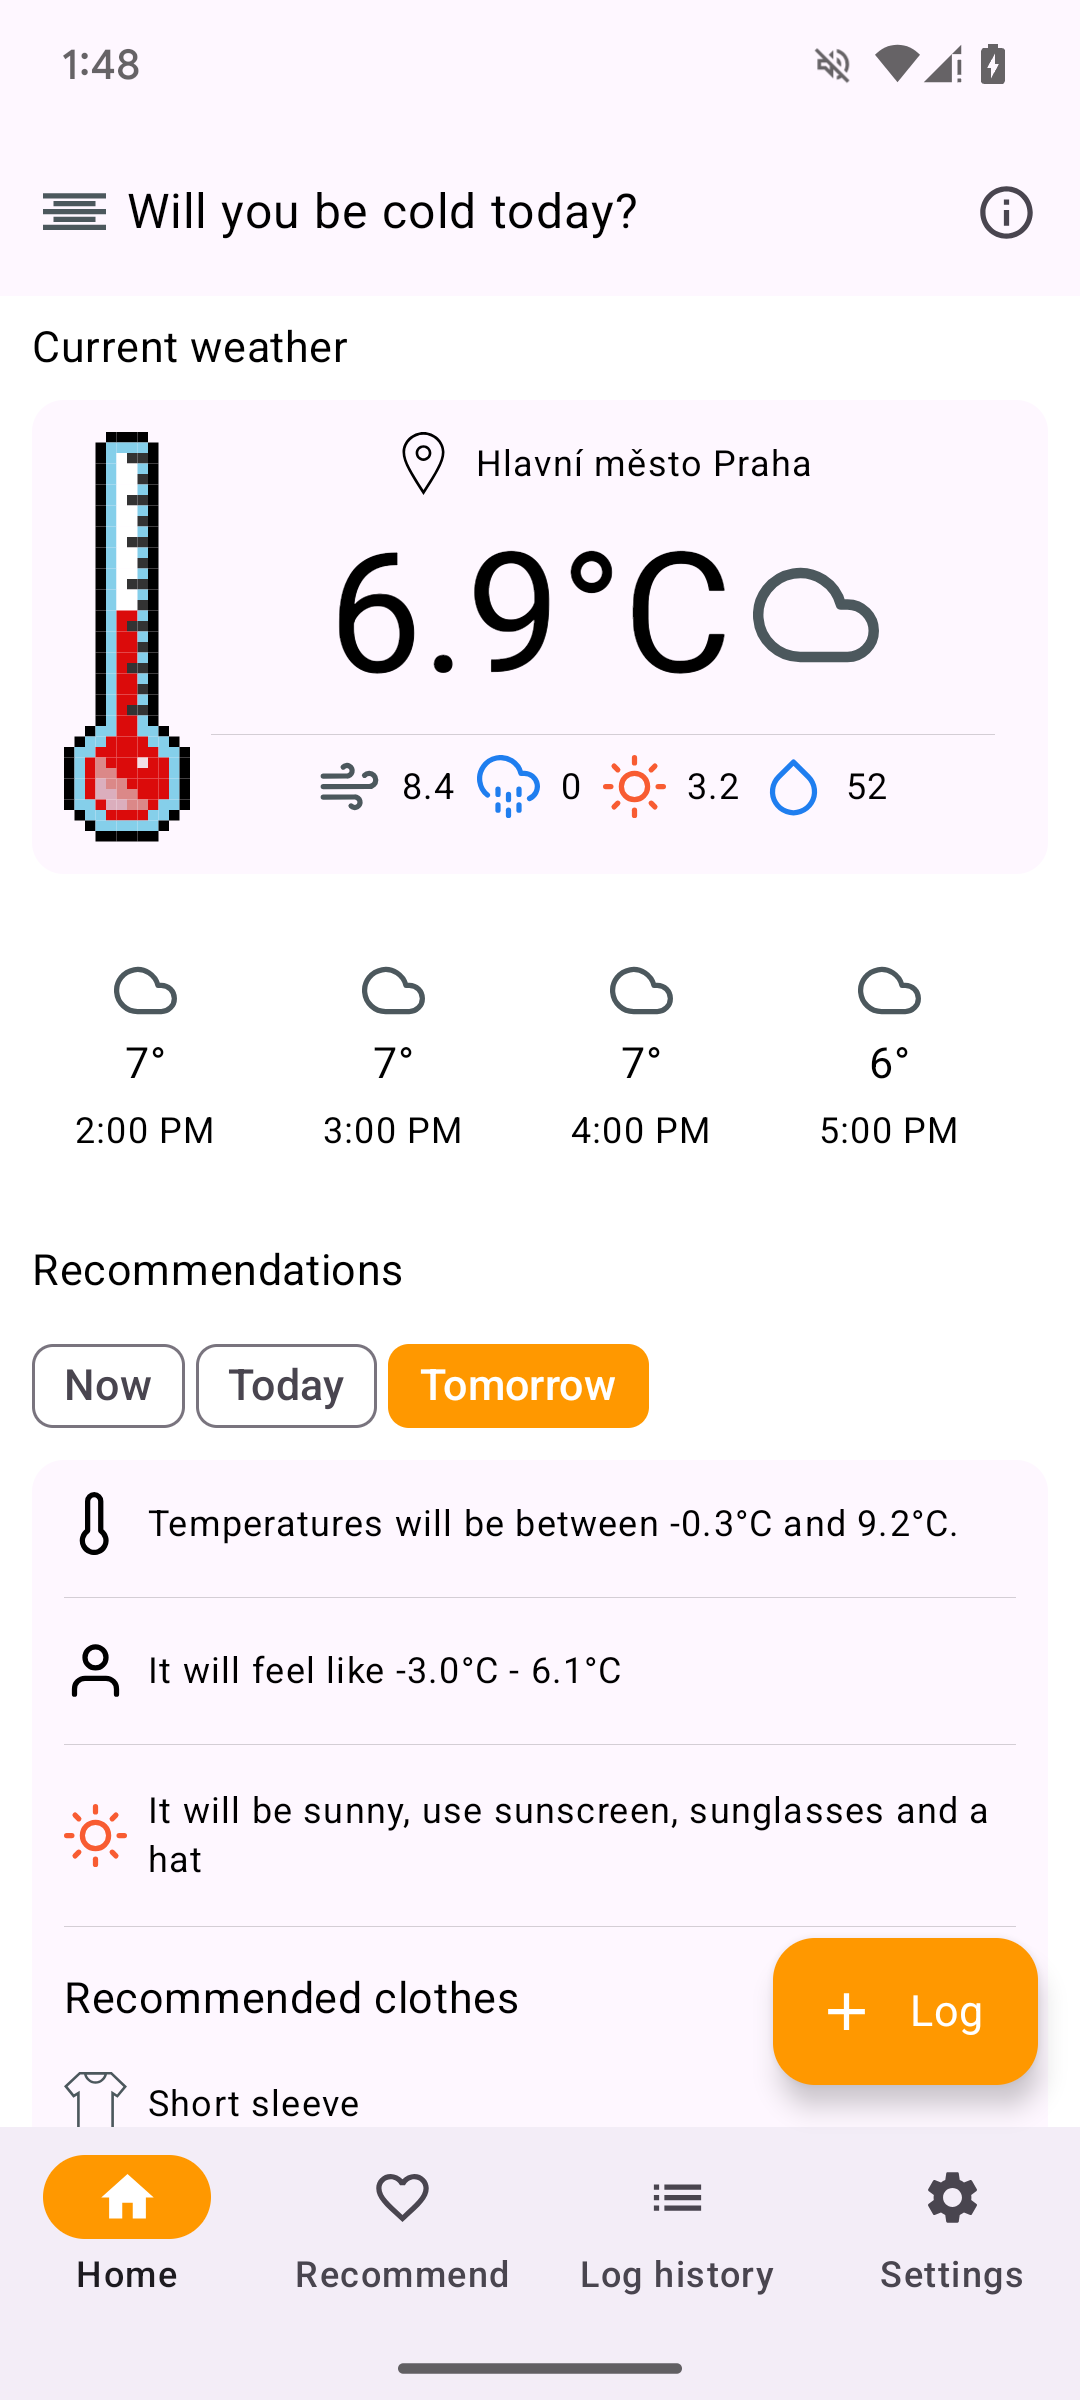 1:48
Will you be cold today?
Current weather
Hlavní město Praha
6.9°C
8.4 0 3.2 52
7° 7° 7° 6°
2:00 PM 3:00 PM 4:00 PM 5:00 PM
Recommendations
Now Today Tomorrow
Temperatures will be between -0.3°C and 9.2°C.
It will feel like -3.0°C - 6.1°C
It will be sunny, use sunscreen, sunglasses and a
hat
Recommended clothes
+ Log
Short sleeve
Home Recommend Log history Settings